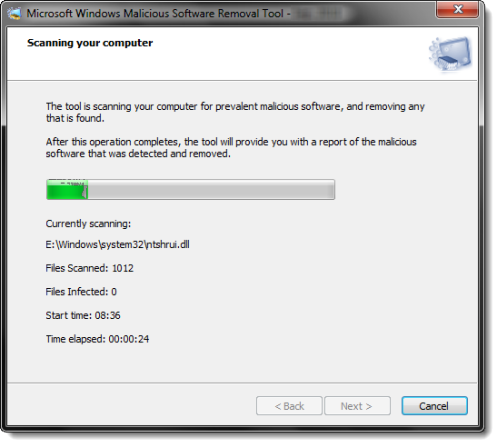 Microsoft Windows Malicious Software Removal Tool -
Scanning your computer
The tool is scanning your computer for prevalent malicious software, and removing any
that is found.
After this operation completes, the tool will provide you with a report of the malicious
software that was detected and removed.
Currently scanning:
E:\Windows\system32\ntshrui.dll
Files Scanned: 1012
Files Infected: 0
Start time: 08:36
Time elapsed: 00:00:24
< Back
Next >
Cancel